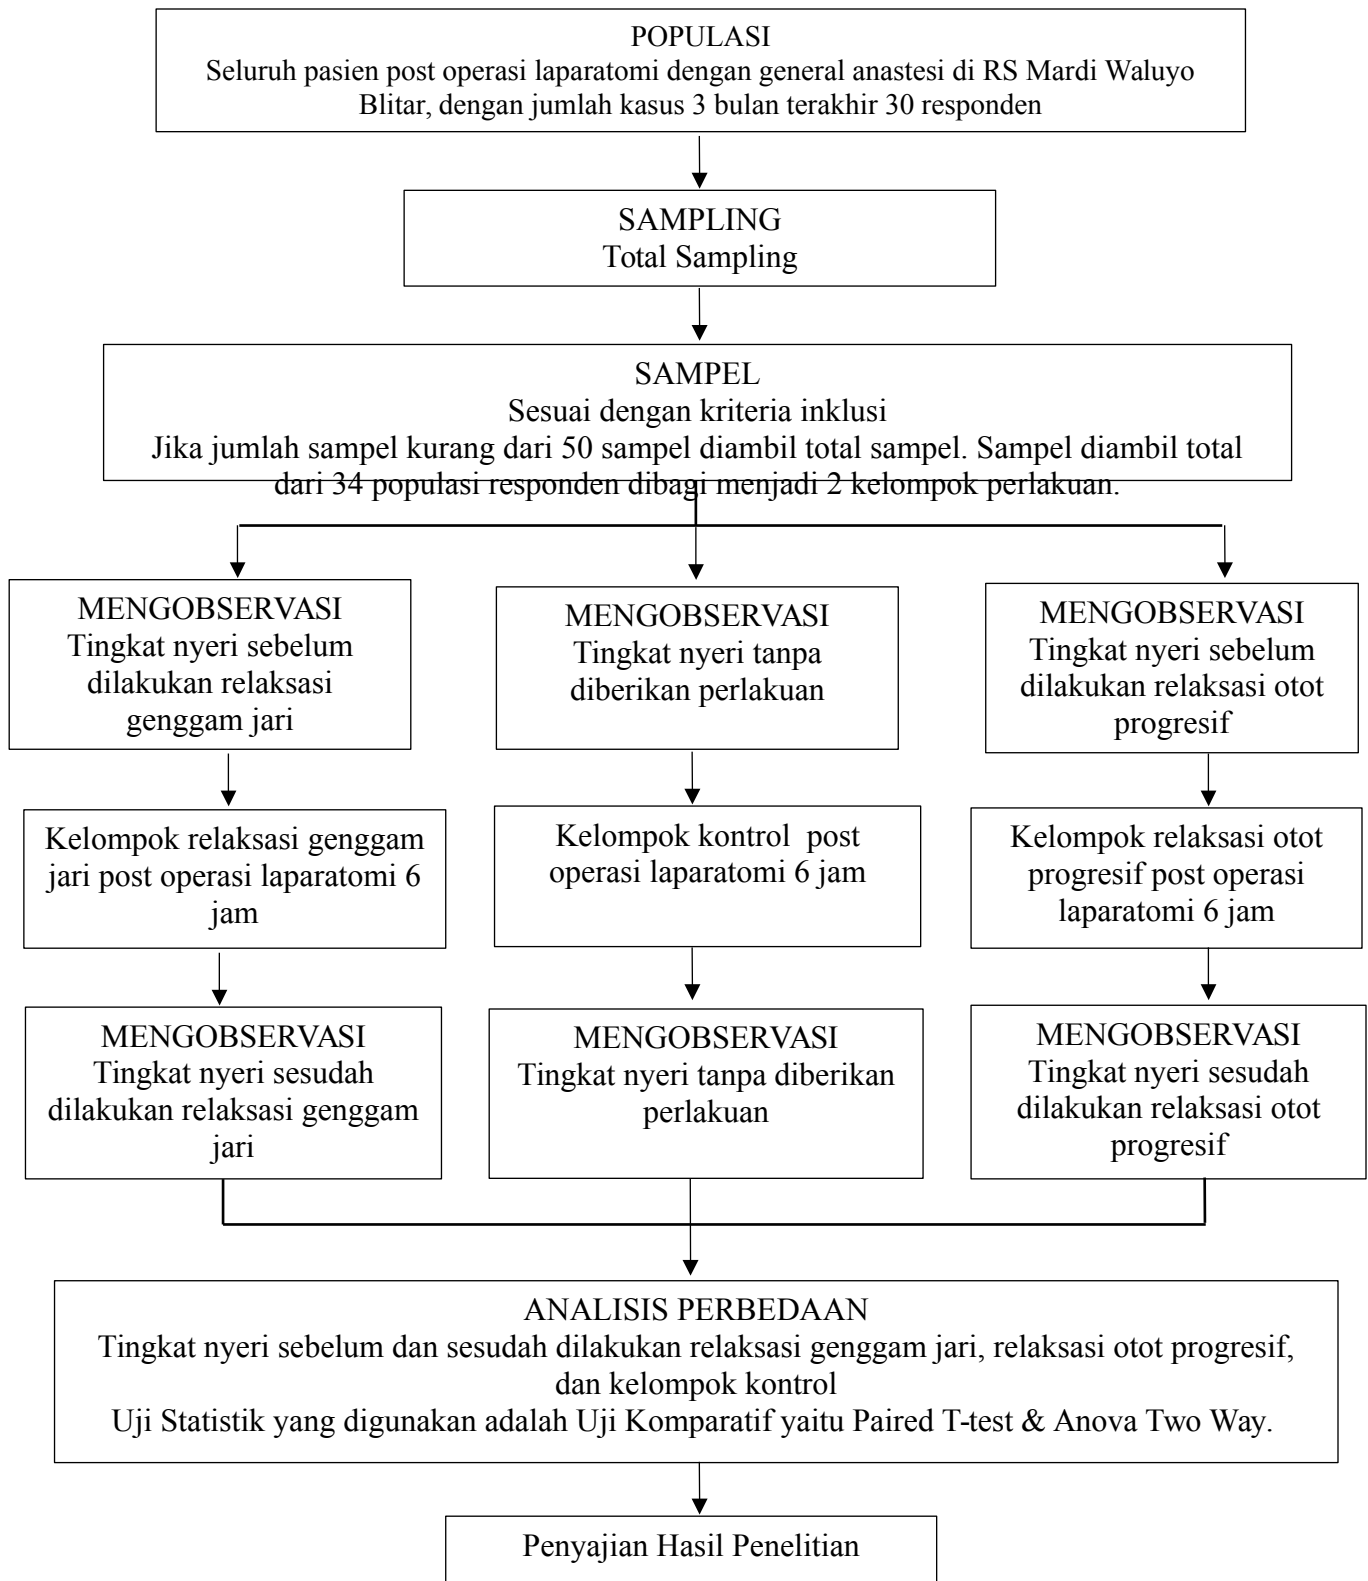 POPULASI
Seluruh pasien post operasi laparatomi dengan general anastesi di RS Mardi Waluyo
Blitar, dengan jumlah kasus 3 bulan terakhir 30 responden
SAMPLING
Total Sampling
SAMPEL
Sesuai dengan kriteria inklusi
Jika jumlah sampel kurang dari 50 sampel diambil total sampel. Sampel diambil total
dari 34 populasi responden dibagi menjadi 2 kelompok perlakuan.
MENGOBSERVASI
Tingkat nyeri sebelum
dilakukan relaksasi
genggam jari
MENGOBSERVASI
Tingkat nyeri tanpa
diberikan perlakuan
MENGOBSERVASI
Tingkat nyeri sebelum
dilakukan relaksasi otot
progresif
Kelompok relaksasi genggam
jari post operasi laparatomi 6
jam
Kelompok kontrol post
operasi laparatomi 6 jam
Kelompok relaksasi otot
progresif post operasi
laparatomi 6 jam
MENGOBSERVASI
Tingkat nyeri sesudah
dilakukan relaksasi genggam
jari
MENGOBSERVASI
Tingkat nyeri tanpa diberikan
perlakuan
MENGOBSERVASI
Tingkat nyeri sesudah
dilakukan relaksasi otot
progresif
ANALISIS PERBEDAAN
Tingkat nyeri sebelum dan sesudah dilakukan relaksasi genggam jari, relaksasi otot progresif,
dan kelompok kontrol
Uji Statistik yang digunakan adalah Uji Komparatif yaitu Paired T-test & Anova Two Way.
Penyajian Hasil Penelitian